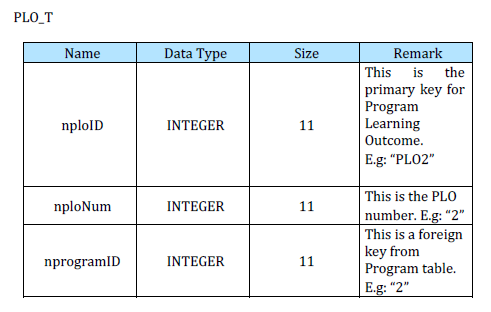 PLO_T
Name Data Type Size Remark
nploID INTEGER 11 This is the
primary key for
Program
Learning
Outcome.
E.g: “PLO2”
nploNum INTEGER 11 This is the PLO
number. E.g: “2”
nprogramID INTEGER 11 This is a foreign
key from
Program table.
E.g: “2”